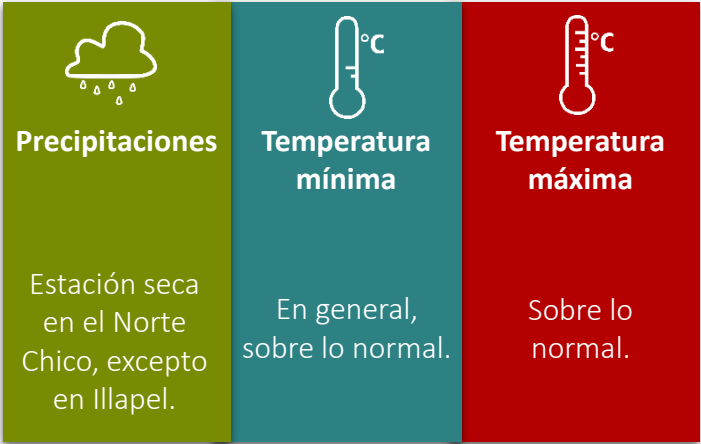 Precipitaciones
Estación seca
en el Norte
Chico, excepto
en Illapel.
°C
Temperatura
mínima
En general,
sobre lo normal.
°C
Temperatura
máxima
Sobre lo
normal.